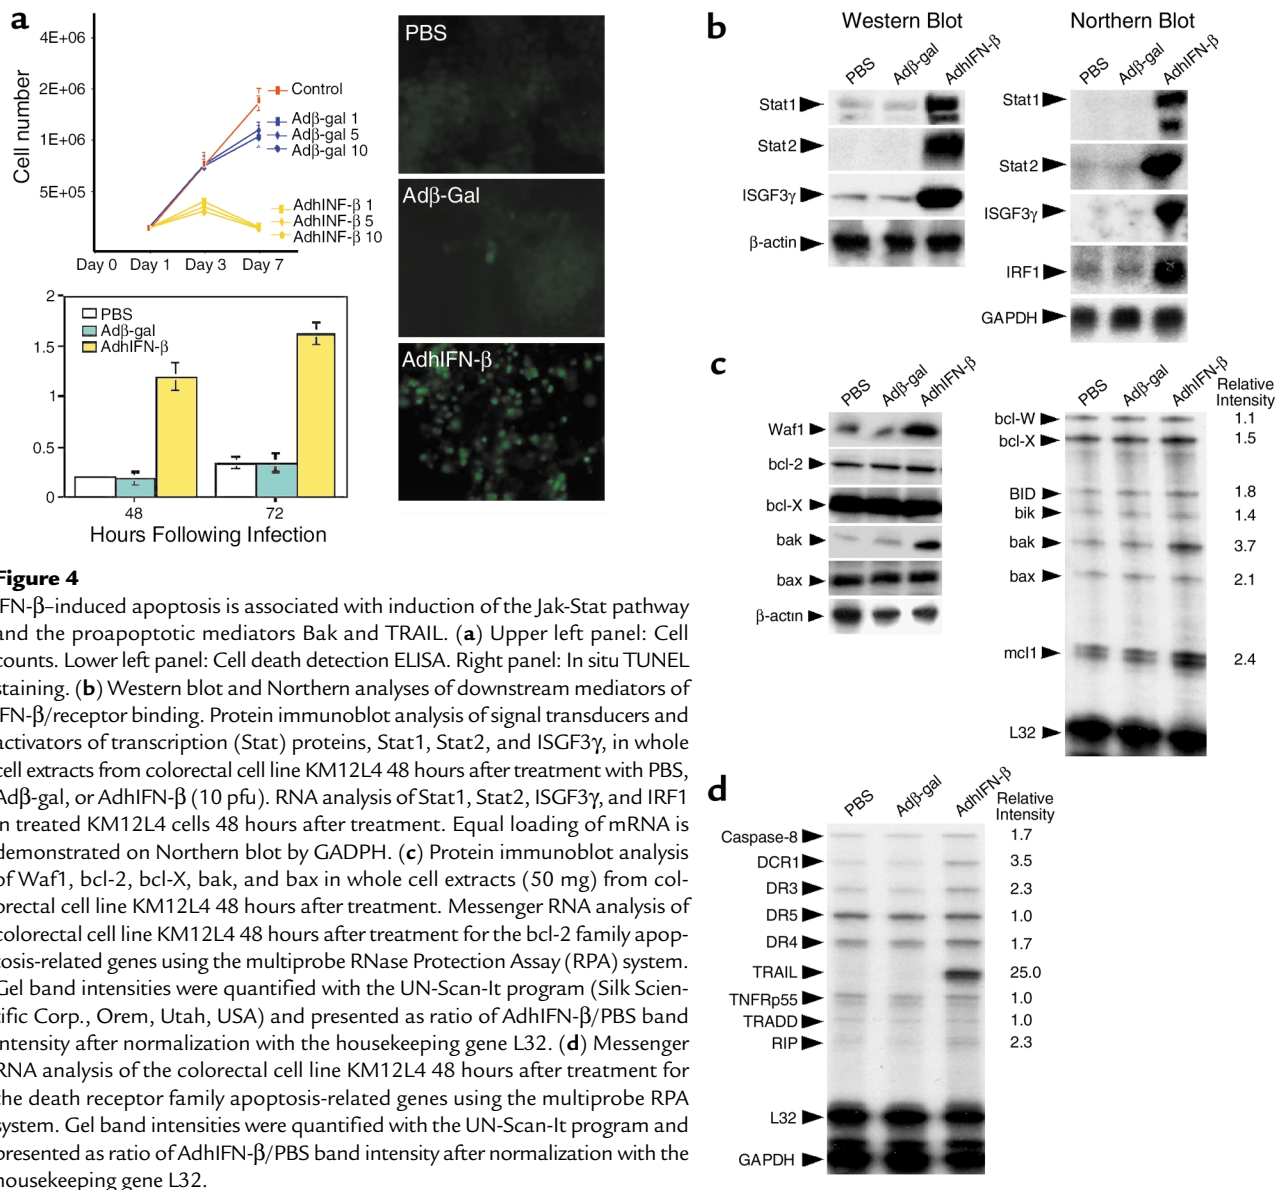 a
4E+06
2E+06
1E+06
5E+05
Cell number
Control
Adβ-gal 1
Adβ-gal 5
Adβ-gal 10
AdhINF-β 1
AdhINF-β 5
AdhINF-β 10
Day 0 Day 1 Day 3 Day 7
2
1.5
1
0.5
0
PBS
Adβ-gal
AdhIFN-β
48 72
Hours Following Infection
PBS
Adβ-Gal
AdhIFN-β
b
Western Blot
PBS Adβ-gal AdhIFN-β
Stat1
Stat2
ISGF3γ
β-actin
Northern Blot
PBS Adβ-gal AdhIFN-β
Stat1
Stat2
ISGF3γ
IRF1
GAPDH
c
PBS Adβ-gal AdhIFN-β
Waf1
bcl-2
bcl-X
bak
bax
β-actin
PBS Adβ-gal AdhIFN-β
Relative
Intensity
bcl-W 1.1
bcl-X 1.5
BID 1.8
bik 1.4
bak 3.7
bax 2.1
mcl1 2.4
L32
d
PBS Adβ-gal AdhIFN-β
Relative
Intensity
Caspase-8 1.7
DCR1 3.5
DR3 2.3
DR5 1.0
DR4 1.7
TRAIL 25.0
TNFRp55 1.0
TRADD 1.0
RIP 2.3
L32
GAPDH
Figure 4
IFN-β–induced apoptosis is associated with induction of the Jak-Stat pathway
and the proapoptotic mediators Bak and TRAIL. (a) Upper left panel: Cell
counts. Lower left panel: Cell death detection ELISA. Right panel: In situ TUNEL
staining. (b) Western blot and Northern analyses of downstream mediators of
IFN-β/receptor binding. Protein immunoblot analysis of signal transducers and
activators of transcription (Stat) proteins, Stat1, Stat2, and ISGF3γ, in whole
cell extracts from colorectal cell line KM12L4 48 hours after treatment with PBS,
Adβ-gal, or AdhIFN-β (10 pfu). RNA analysis of Stat1, Stat2, ISGF3γ, and IRF1
in treated KM12L4 cells 48 hours after treatment. Equal loading of mRNA is
demonstrated on Northern blot by GADPH. (c) Protein immunoblot analysis
of Waf1, bcl-2, bcl-X, bak, and bax in whole cell extracts (50 mg) from col-
orectal cell line KM12L4 48 hours after treatment. Messenger RNA analysis of
colorectal cell line KM12L4 48 hours after treatment for the bcl-2 family apop-
tosis-related genes using the multiprobe RNase Protection Assay (RPA) system.
Gel band intensities were quantified with the UN-Scan-It program (Silk Scien-
tific Corp., Orem, Utah, USA) and presented as ratio of AdhIFN-β/PBS band
intensity after normalization with the housekeeping gene L32. (d) Messenger
RNA analysis of the colorectal cell line KM12L4 48 hours after treatment for
the death receptor family apoptosis-related genes using the multiprobe RPA
system. Gel band intensities were quantified with the UN-Scan-It program and
presented as ratio of AdhIFN-β/PBS band intensity after normalization with the
housekeeping gene L32.